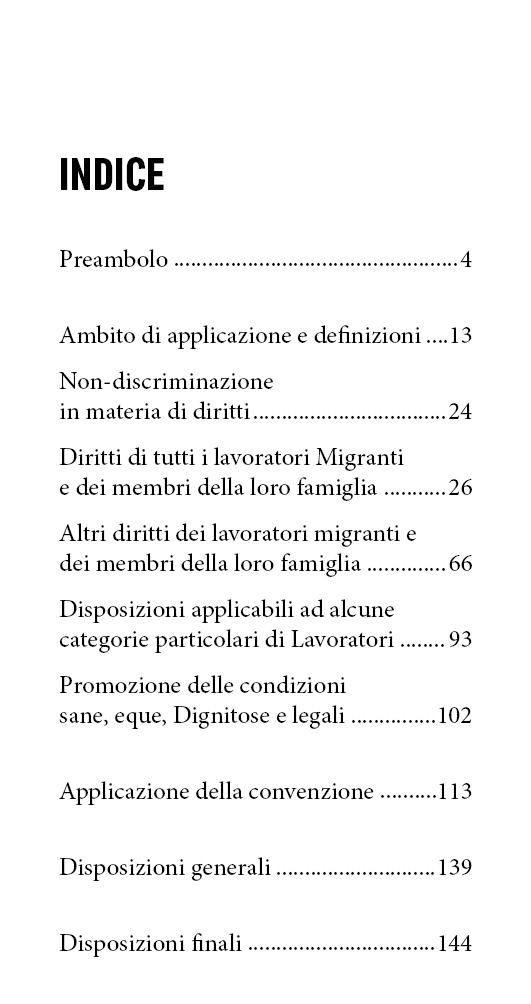 INDICE
Preambolo ..................................................4
Ambito di applicazione e definizioni ....13
Non-discriminazione
in materia di diritti..................................24
Diritti di tutti i lavoratori Migranti
e dei membri della loro famiglia ...........26
Altri diritti dei lavoratori migranti e
dei membri della loro famiglia ..............66
Disposizioni applicabili ad alcune
categorie particolari di Lavoratori ........93
Promozione delle condizioni
sane, eque, Dignitose e legali ...............102
Applicazione della convenzione ..........113
Disposizioni generali ............................139
Disposizioni finali .................................144